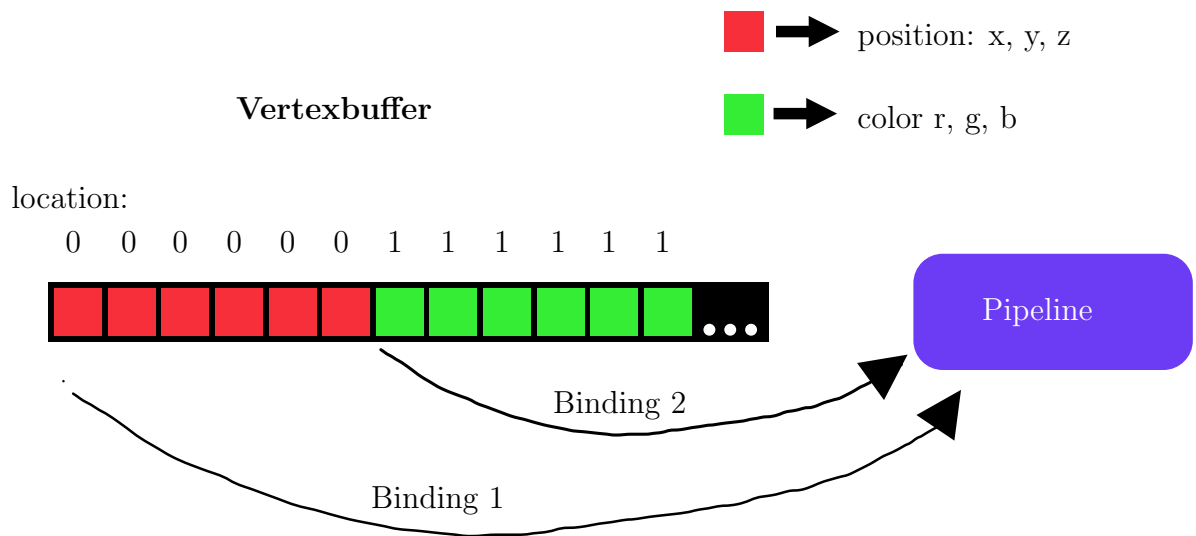 position: x, y, z
Vertexbuffer
color r, g, b
location:
0 0 0 0 0 0 1 1 1 1 1 1
Pipeline
Binding 2
Binding 1